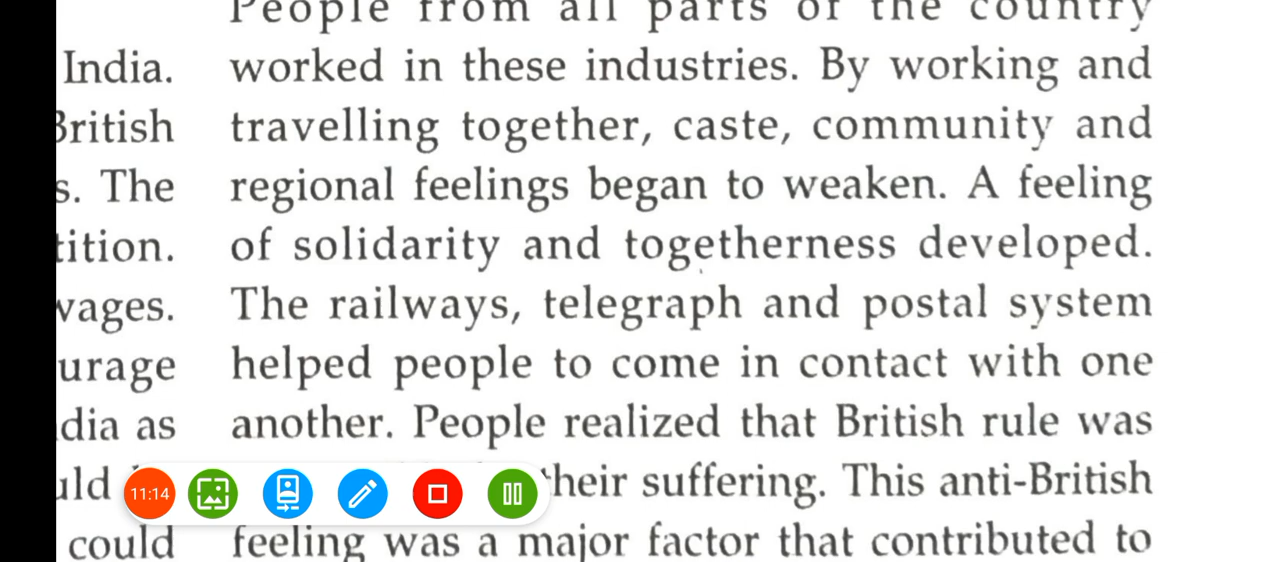 India.
British
s. The
tition.
wages.
urage
dia as
uld
could
People from all parts of the country
worked in these industries. By working and
travelling together, caste, community and
regional feelings began to weaken. A feeling
of solidarity and togetherness developed.
The railways, telegraph and postal system
helped people to come in contact with one
another. People realized that British rule was
their suffering. This anti-British
feeling was a major factor that contributed to
11:14